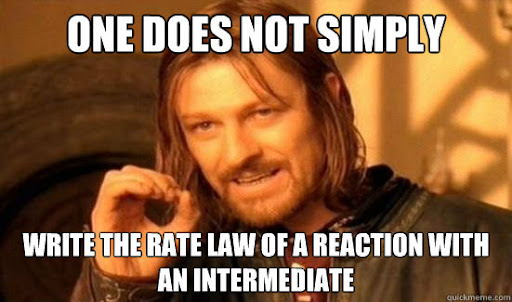 ONE DOES NOT SIMPLY
WRITE THE RATE LAW OF A REACTION WITH
AN INTERMEDIATE
quickmeme.com